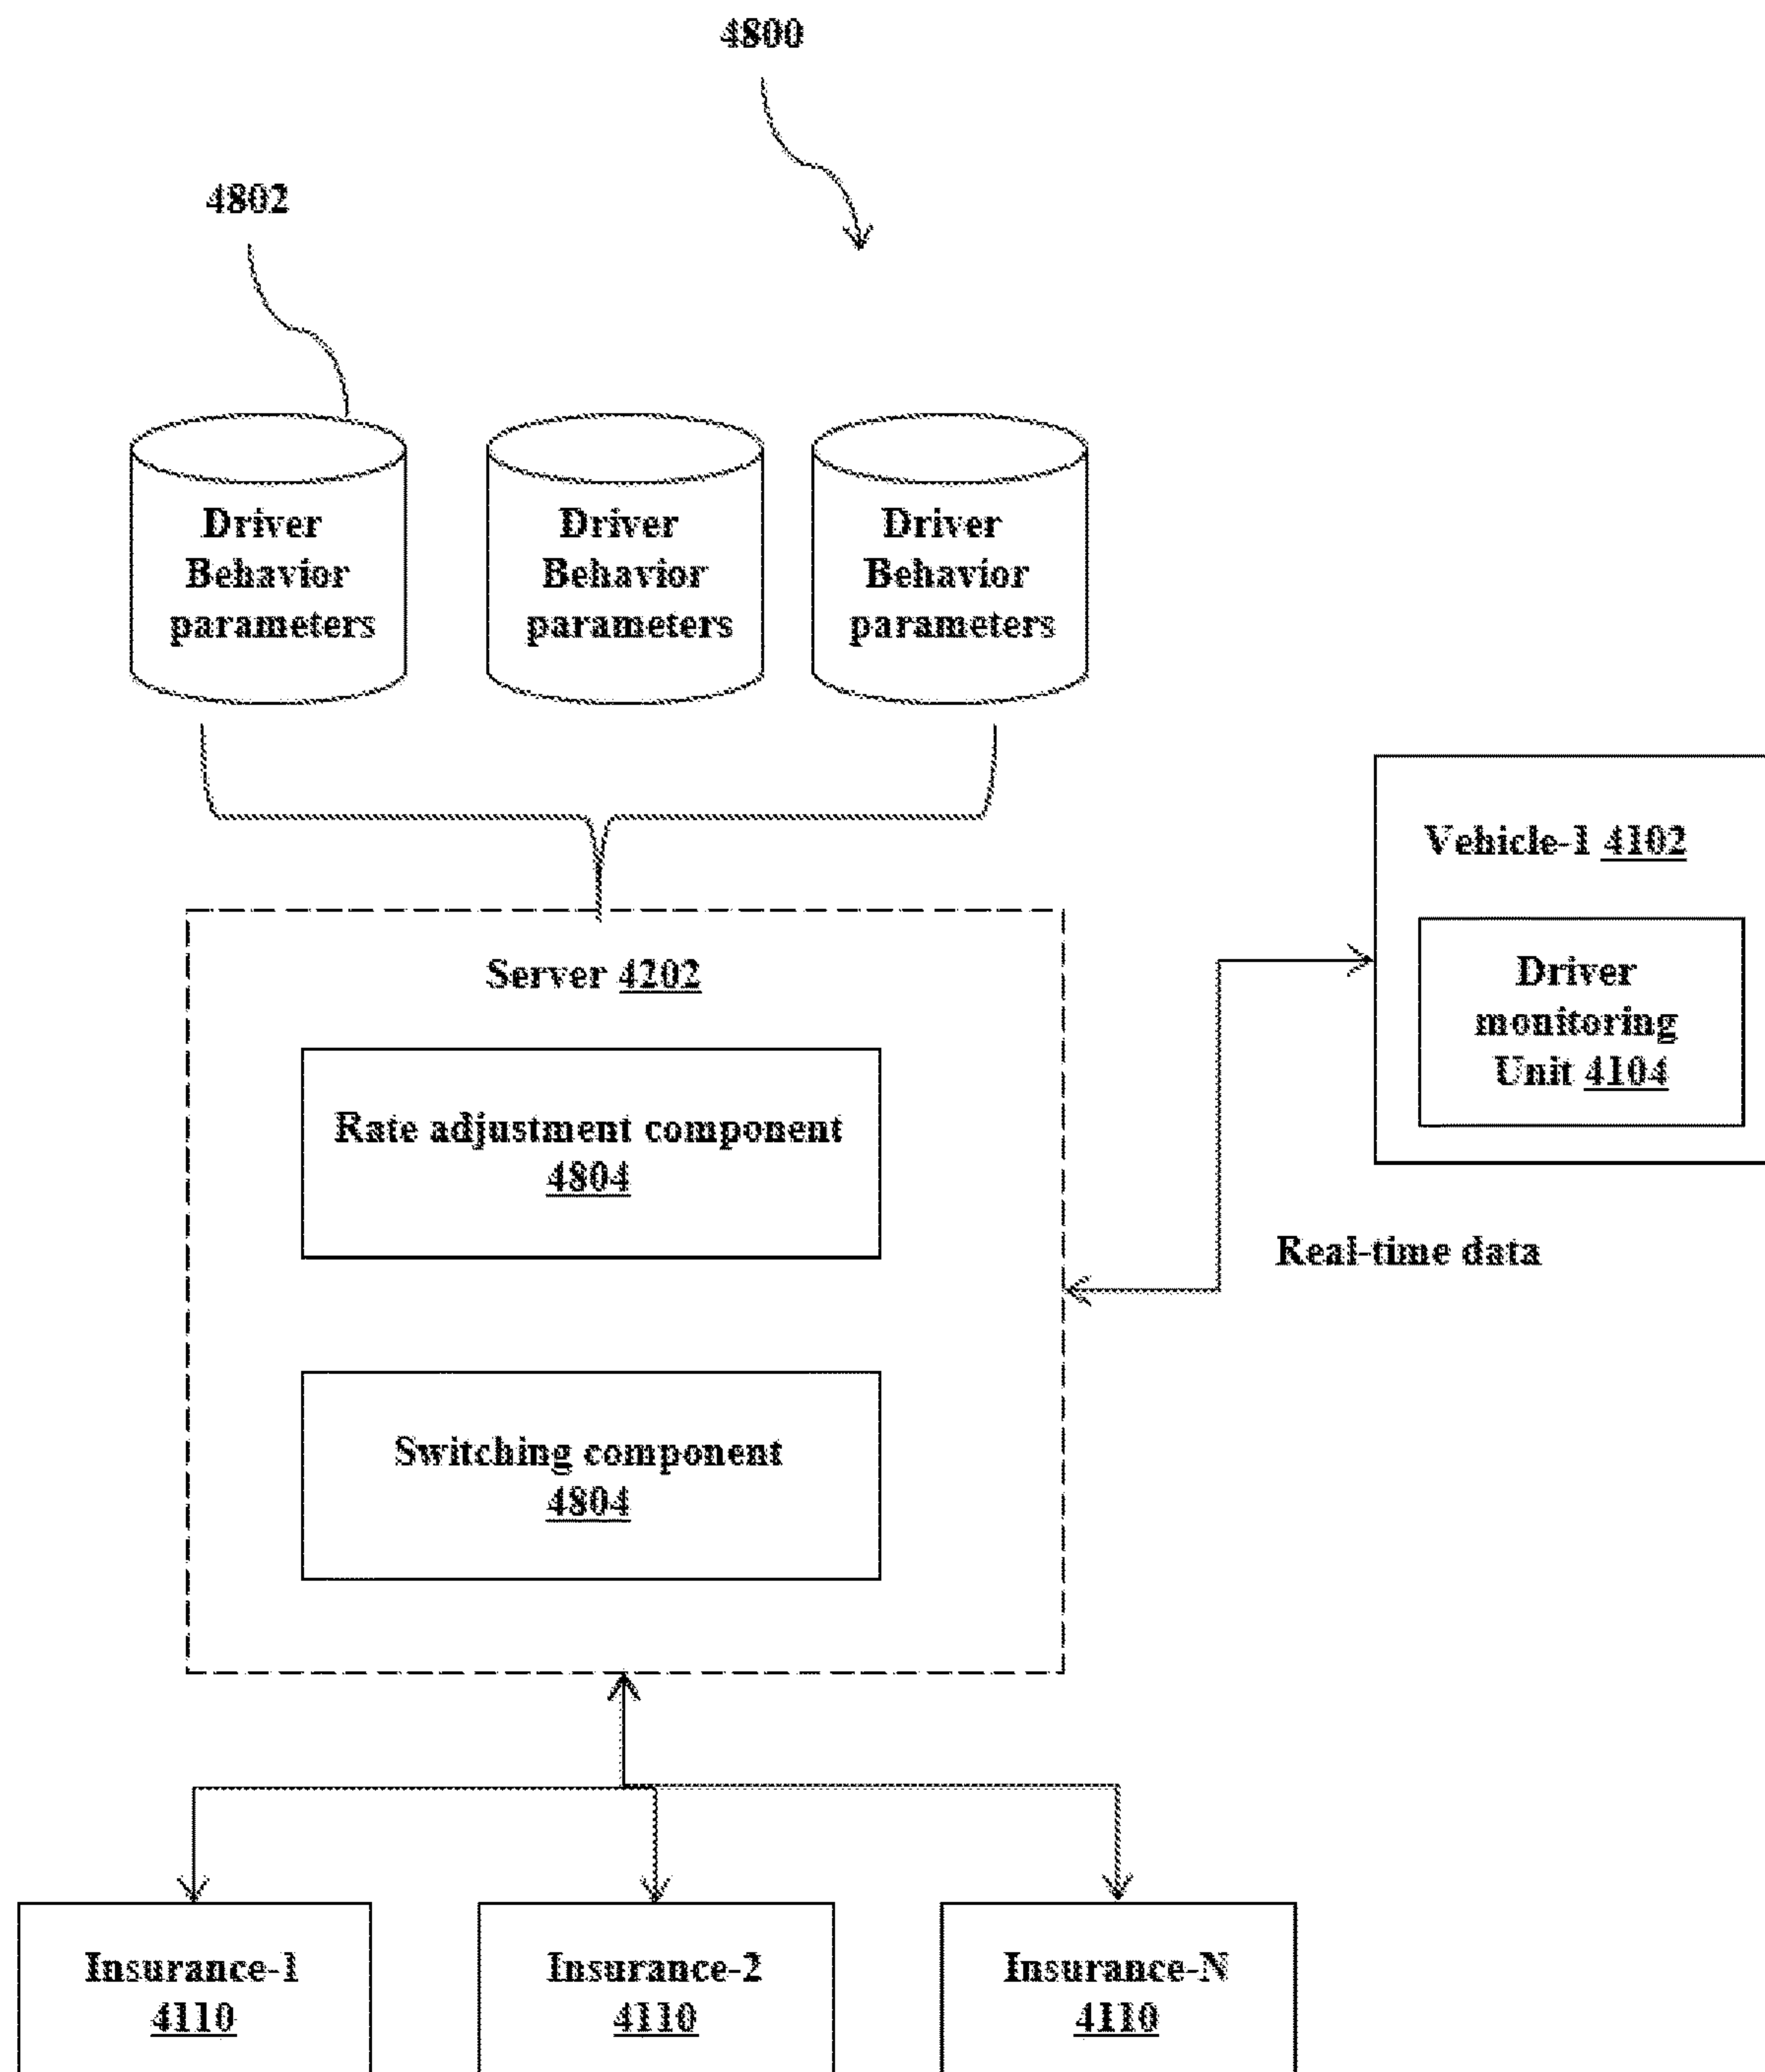 4800
4802
Driver
Behavior
parameters
Driver
Behavior
parameters
Driver
Behavior
parameters
Vehicle-1 4102
Driver
monitoring
Unit 4104
Server 4202
Rate adjustment component
4804
Real-time data
Switching component
4804
Insurance-1
4110
Insurance-2
4110
Insurance-N
4110